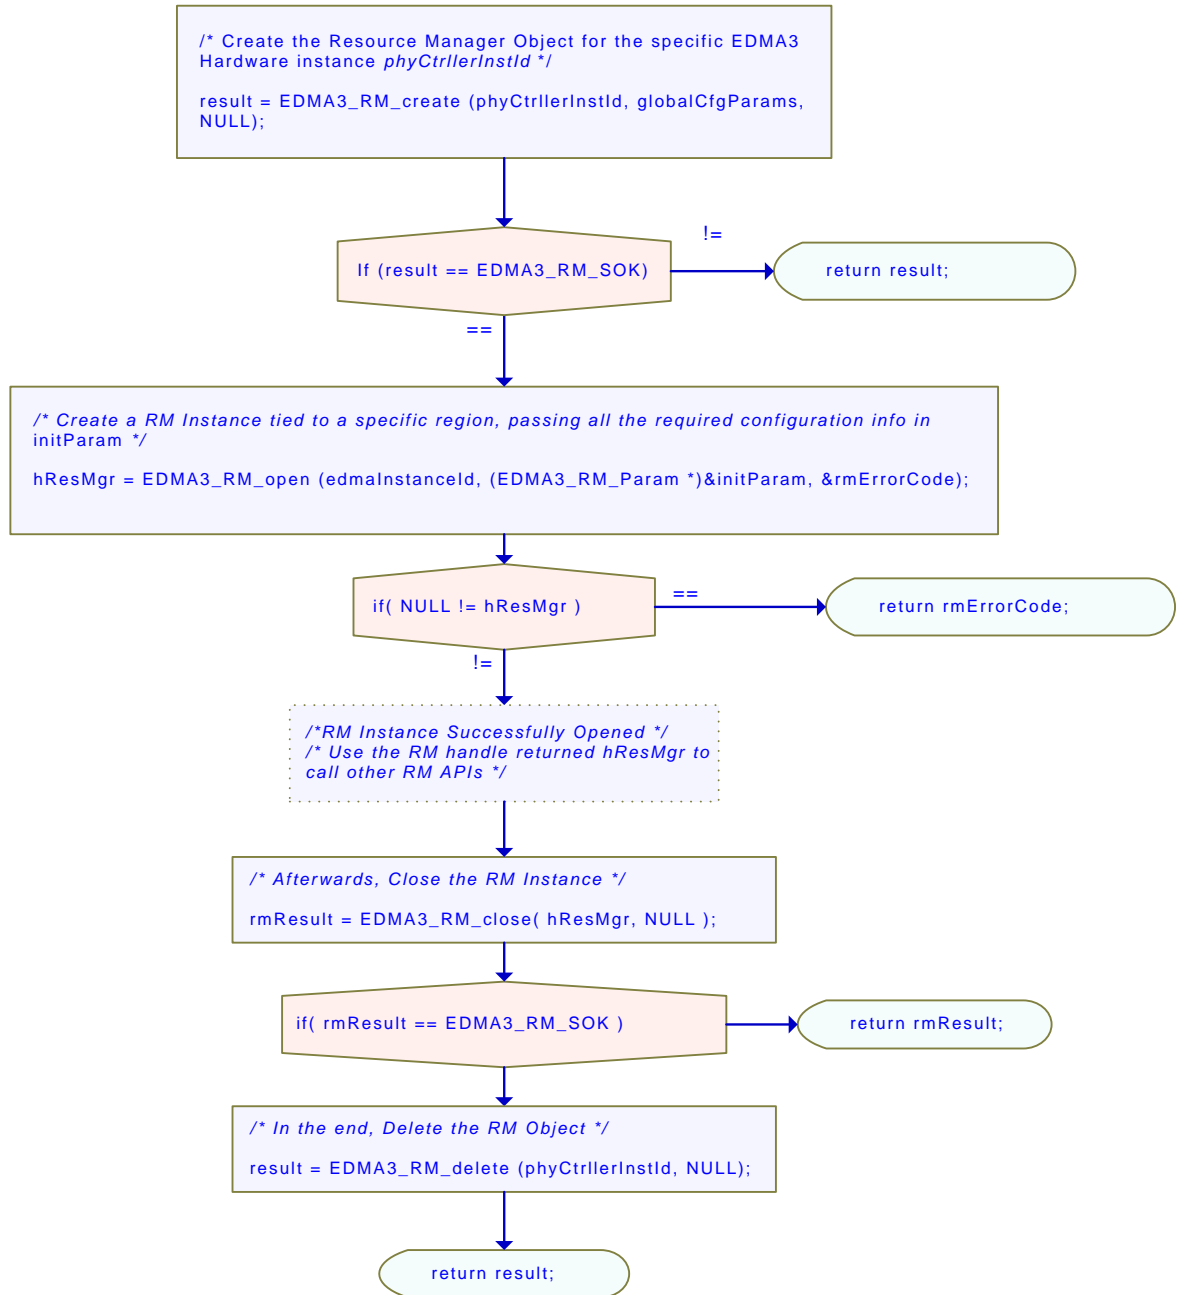 /* Create the Resource Manager Object for the specific EDMA3
Hardware instance phyCtrllerInstId */
result = EDMA3_RM_create (phyCtrllerInstId, globalCfgParams,
NULL);
!=
If (result == EDMA3_RM_SOK)
return result;
==
/* Create a RM Instance tied to a specific region, passing all the required configuration info in
initParam */
hResMgr = EDMA3_RM_open (edmaInstanceId, (EDMA3_RM_Param *)&initParam, &rmErrorCode);
==
if( NULL != hResMgr )
return rmErrorCode;
!=
/*RM Instance Successfully Opened */
/* Use the RM handle returned hResMgr to
call other RM APIs */
/* Afterwards, Close the RM Instance */
rmResult = EDMA3_RM_close( hResMgr, NULL );
if( rmResult == EDMA3_RM_SOK )
return rmResult;
/* In the end, Delete the RM Object */
result = EDMA3_RM_delete (phyCtrllerInstId, NULL);
return result;